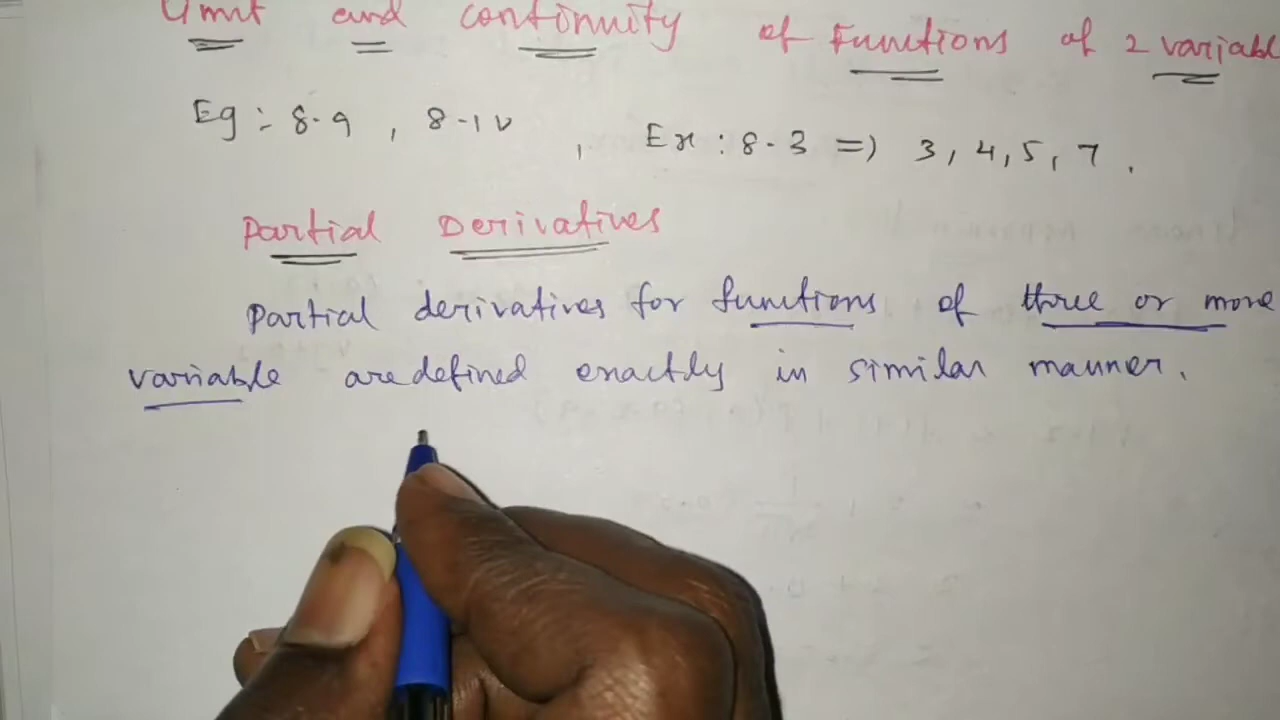 Limit and continuity of Functions of 2 variabl
Eg : 8.9 , 8.10 , Ex : 8.3 => 3, 4, 5, 7 .
Partial Derivatives
Partial derivatives for functions of three or more
variable are defined exactly in similar manner.